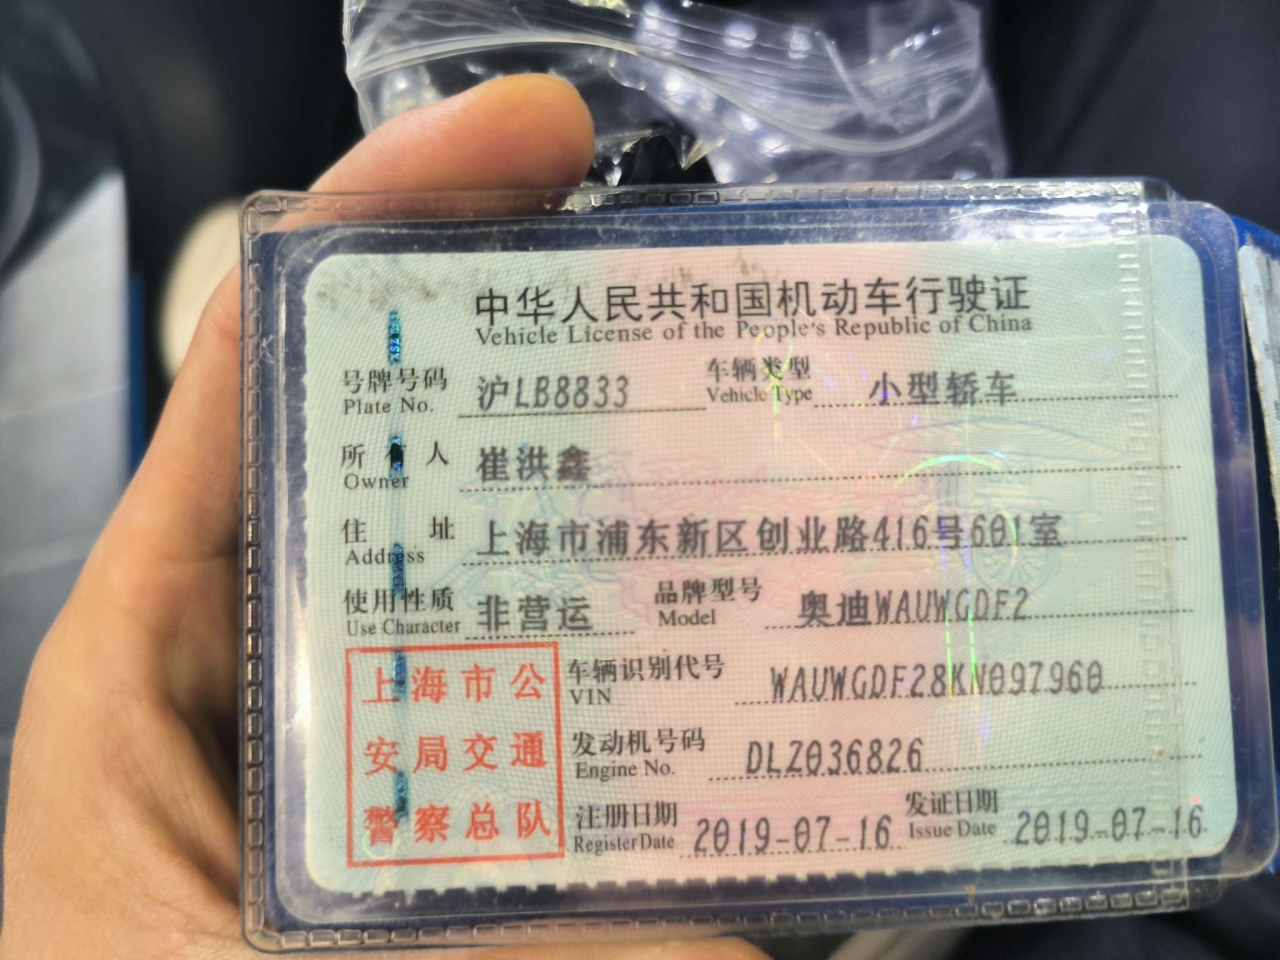 中华人民共和国机动车行驶证
Vehicle License of the People's Republic of China
号牌号码 沪LB8833 车辆类型 小型轿车
Plate No. Vehicle Type
所有人 崔洪鑫
Owner
住址 上海市浦东新区创业路416号601室
Address
使用性质 非营运 品牌型号 奥迪WAUWGDF2
Use Character Model
上海市公 车辆识别代号 WAUWGDF28KN097960
VIN
安局交通 发动机号码 DLZ036826
Engine No.
警察总队 注册日期 2019-07-16 发证日期 2019-07-16
Register Date Issue Date